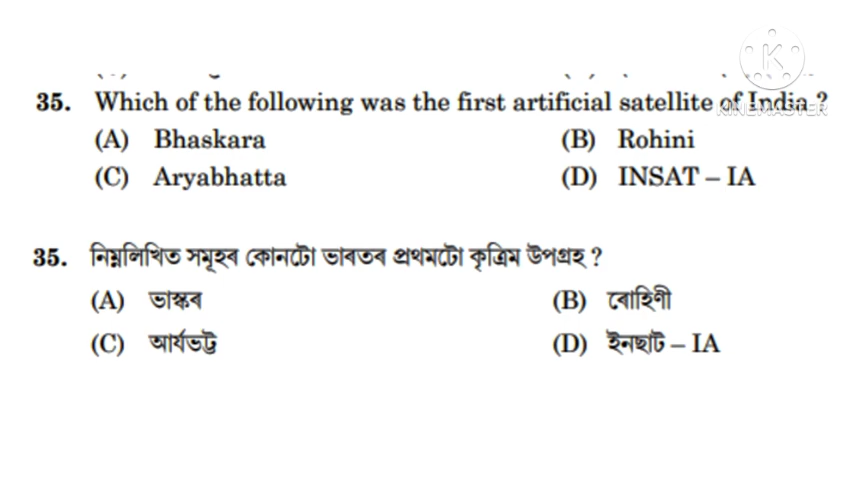 K
KINEMASTER
35. Which of the following was the first artificial satellite of India ?
(A) Bhaskara (B) Rohini
(C) Aryabhatta (D) INSAT – IA
35. নিম্নলিখিত সমূহৰ কোনটো ভাৰতৰ প্ৰথমটো কৃত্ৰিম উপগ্ৰহ ?
(A) ভাস্কৰ (B) ৰোহিণী
(C) আৰ্যভট্ট (D) ইনছাট – IA